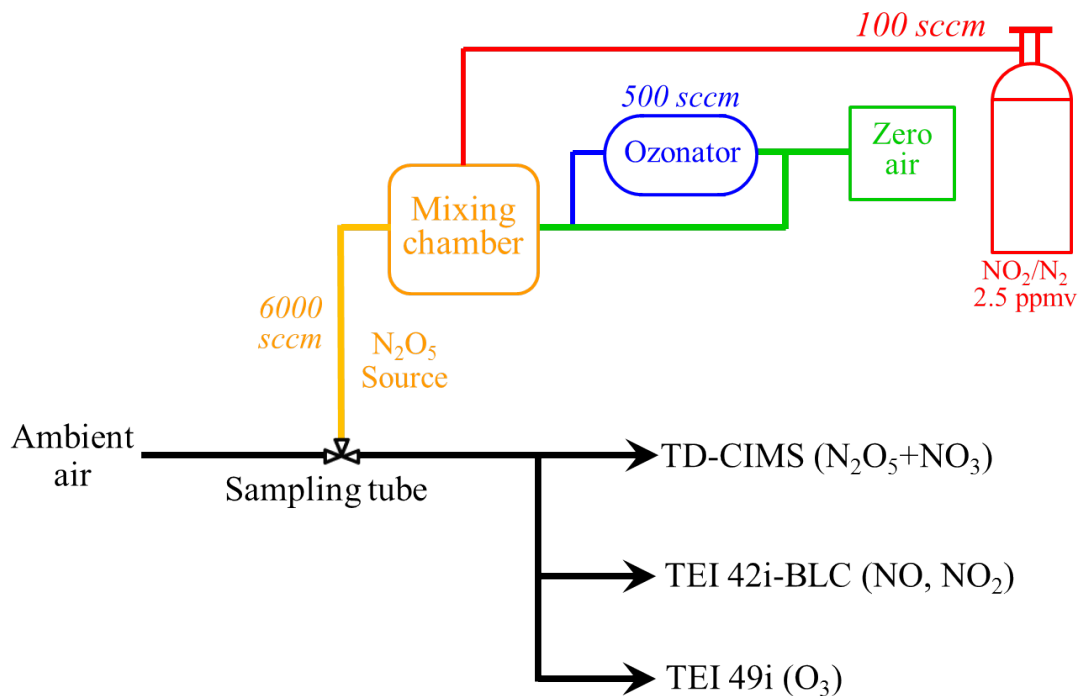 100 sccm
500 sccm
Ozonator
Zero
air
Mixing
chamber
NO₂/N₂
2.5 ppmv
6000
sccm
N₂O₅
Source
Ambient
air
Sampling tube
TD-CIMS (N₂O₅+NO₃)
TEI 42i-BLC (NO, NO₂)
TEI 49i (O₃)